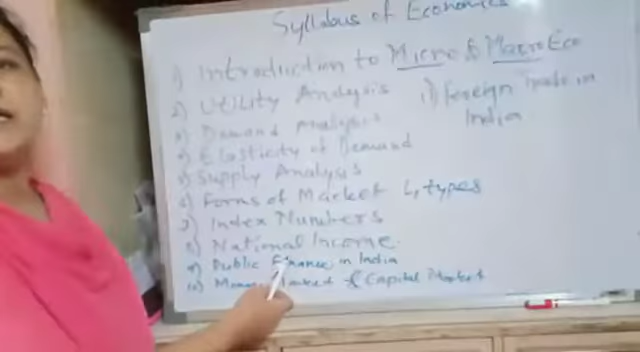 Syllabus of Economics
1) Introduction to Micro & Macro Eco
2) Utility Analysis
3) Demand Analysis
4) Elasticity of Demand
5) Supply Analysis
6) Forms of Market & types
7) Index Numbers
8) National Income.
9) Public Finance in India
10) Money Market & Capital Market
11) Foreign trade in
India